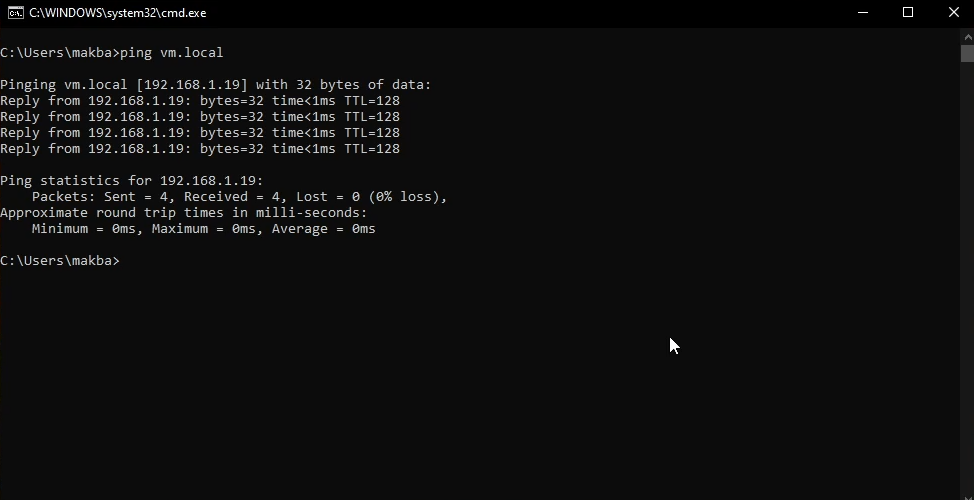 C:\WINDOWS\system32\cmd.exe
C:\Users\makba>ping vm.local
Pinging vm.local [192.168.1.19] with 32 bytes of data:
Reply from 192.168.1.19: bytes=32 time<1ms TTL=128
Reply from 192.168.1.19: bytes=32 time<1ms TTL=128
Reply from 192.168.1.19: bytes=32 time<1ms TTL=128
Reply from 192.168.1.19: bytes=32 time<1ms TTL=128
Ping statistics for 192.168.1.19:
    Packets: Sent = 4, Received = 4, Lost = 0 (0% loss),
Approximate round trip times in milli-seconds:
    Minimum = 0ms, Maximum = 0ms, Average = 0ms
C:\Users\makba>